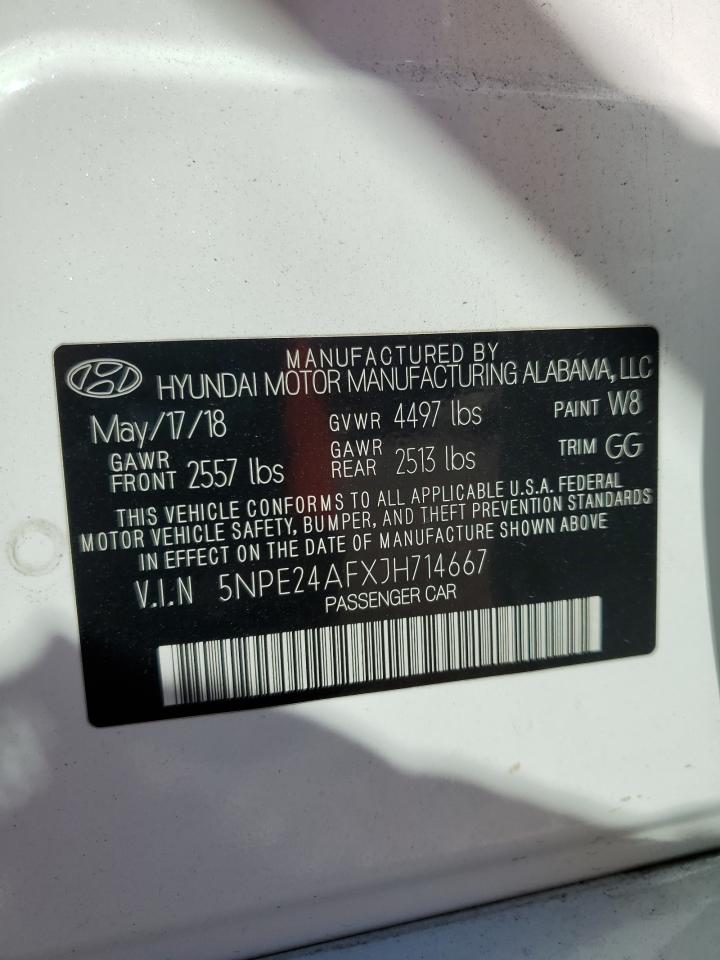 MANUFACTURED BY
HYUNDAI MOTOR MANUFACTURING ALABAMA, LLC
May/17/18 GVWR 4497 lbs PAINT W8
GAWR FRONT 2557 lbs GAWR REAR 2513 lbs TRIM GG
THIS VEHICLE CONFORMS TO ALL APPLICABLE U.S.A. FEDERAL
MOTOR VEHICLE SAFETY, BUMPER, AND THEFT PREVENTION STANDARDS
IN EFFECT ON THE DATE OF MANUFACTURE SHOWN ABOVE
V.I.N 5NPE24AFXJH714667
PASSENGER CAR